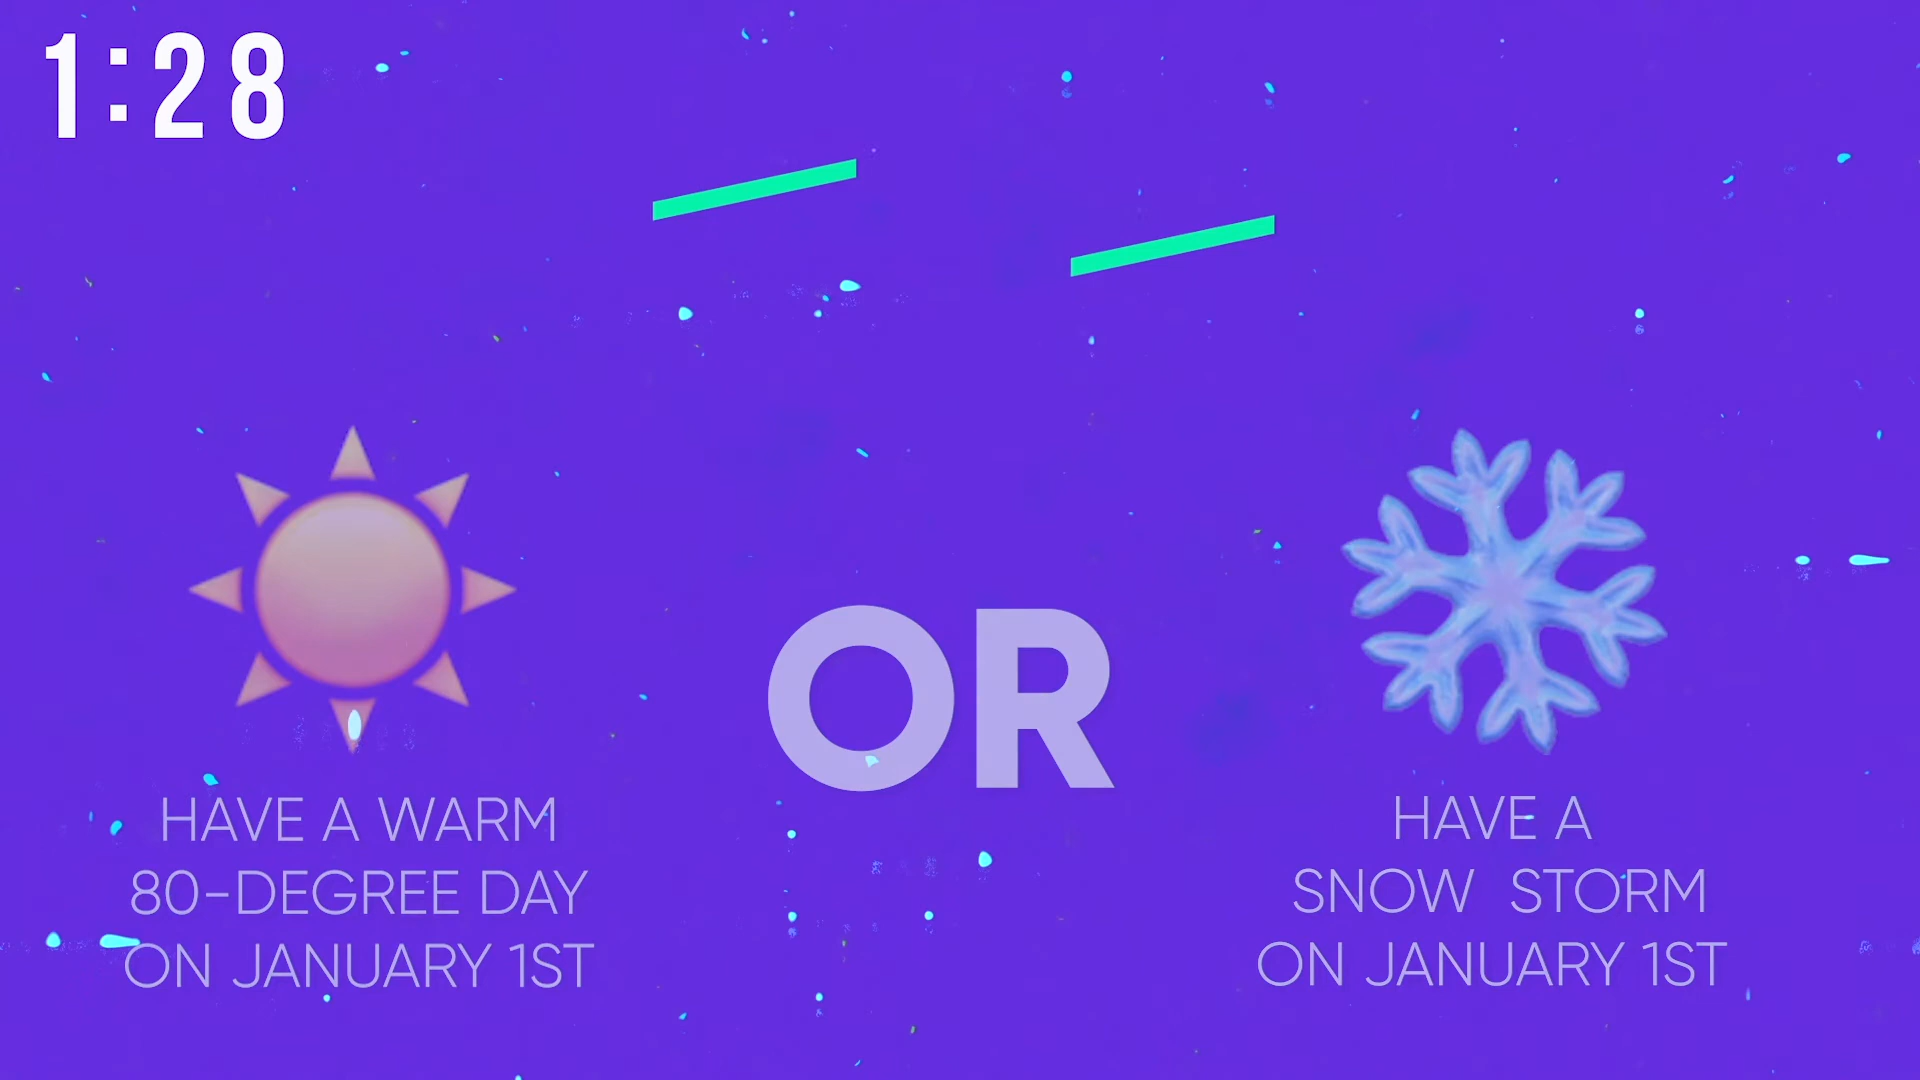 1:28
HAVE A WARM
80-DEGREE DAY
ON JANUARY 1ST
OR
HAVE A
SNOW STORM
ON JANUARY 1ST